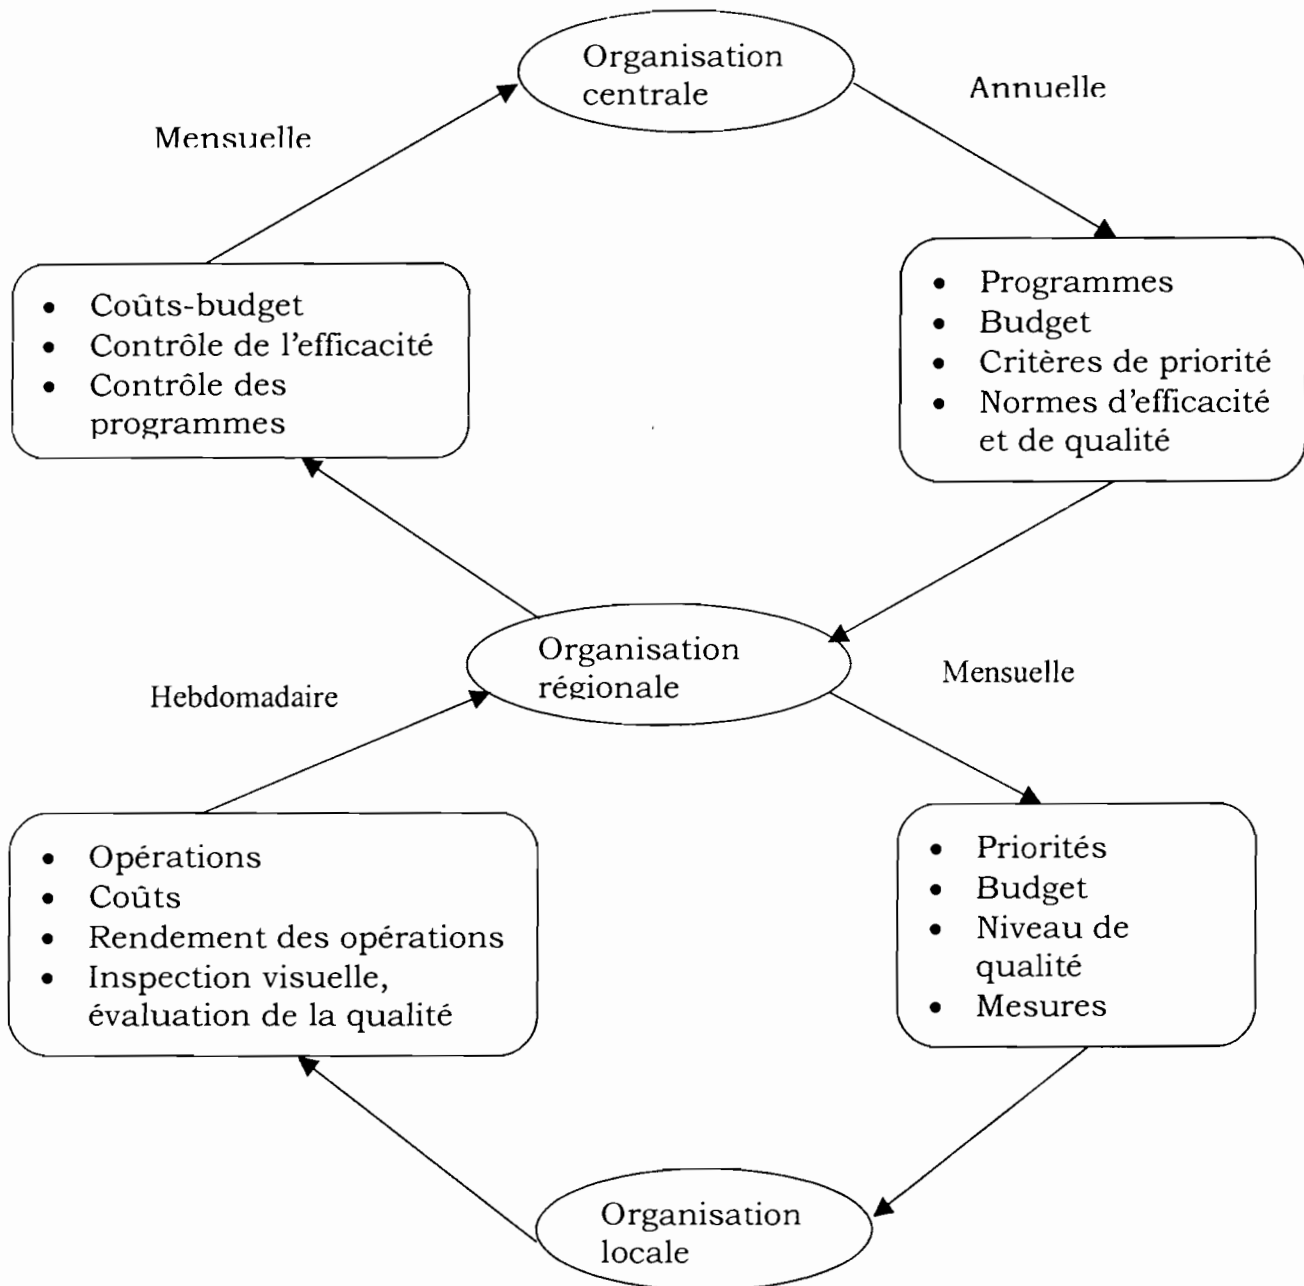 Organisation
centrale
Annuelle
Mensuelle
• Coûts-budget
• Contrôle de l'efficacité
• Contrôle des
programmes
• Programmes
• Budget
• Critères de priorité
• Normes d'efficacité
et de qualité
Organisation
régionale
Hebdomadaire
Mensuelle
• Opérations
• Coûts
• Rendement des opérations
• Inspection visuelle,
évaluation de la qualité
• Priorités
• Budget
• Niveau de
qualité
• Mesures
Organisation
locale